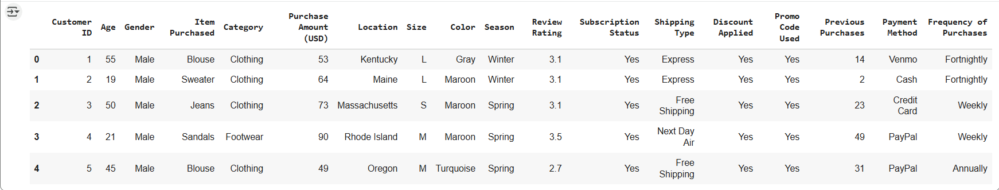 Customer ID Age Gender Item Purchased Category Purchase Amount (USD) Location Size Color Season Review Rating Subscription Status Shipping Type Discount Applied Promo Code Used Previous Purchases Payment Method Frequency of Purchases
0 1 55 Male Blouse Clothing 53 Kentucky L Gray Winter 3.1 Yes Express Yes Yes 14 Venmo Fortnightly
1 2 19 Male Sweater Clothing 64 Maine L Maroon Winter 3.1 Yes Express Yes Yes 2 Cash Fortnightly
2 3 50 Male Jeans Clothing 73 Massachusetts S Maroon Spring 3.1 Yes Free Shipping Yes Yes 23 Credit Card Weekly
3 4 21 Male Sandals Footwear 90 Rhode Island M Maroon Spring 3.5 Yes Next Day Air Yes Yes 49 PayPal Weekly
4 5 45 Male Blouse Clothing 49 Oregon M Turquoise Spring 2.7 Yes Free Shipping Yes Yes 31 PayPal Annually